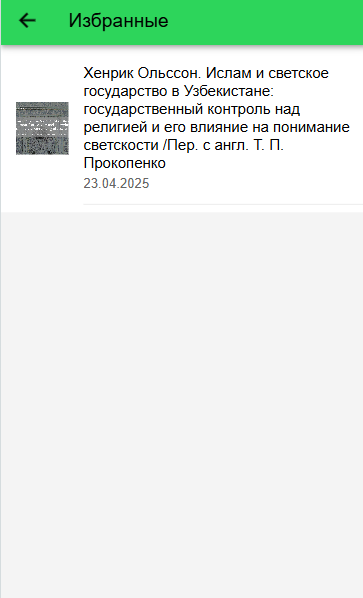 Избранные
Хенрик Ольссон. Ислам и светское
государство в Узбекистане:
государственный контроль над
религией и его влияние на понимание
светскости /Пер. с англ. Т. П.
Прокопенко
23.04.2025